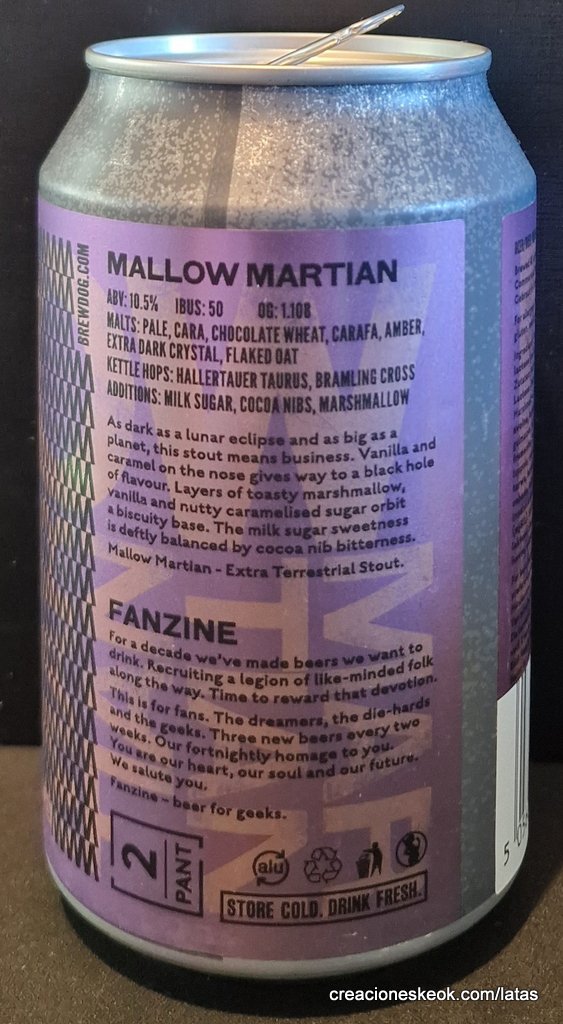 BREWDOG.COM
MALLOW MARTIAN
ABV: 10.5% IBUS: 50 OG: 1.108
MALTS: PALE, CARA, CHOCOLATE WHEAT, CARAFA, AMBER,
EXTRA DARK CRYSTAL, FLAKED OAT
KETTLE HOPS: HALLERTAUER TAURUS, BRAMLING CROSS
ADDITIONS: MILK SUGAR, COCOA NIBS, MARSHMALLOW
As dark as a lunar eclipse and as big as a
planet, this stout means business. Vanilla and
caramel on the nose gives way to a black hole
of flavour. Layers of toasty marshmallow,
vanilla and nutty caramelised sugar orbit
a biscuity base. The milk sugar sweetness
is deftly balanced by cocoa nib bitterness.
Mallow Martian - Extra Terrestrial Stout.
FANZINE
For a decade we've made beers we want to
drink. Recruiting a legion of like-minded folk
along the way. Time to reward that devotion.
This is for fans. The dreamers, the die-hards
and the geeks. Three new beers every two
weeks. Our fortnightly homage to you.
You are our heart, our soul and our future.
We salute you.
Fanzine – beer for geeks.
2
PANT
alu
STORE COLD. DRINK FRESH.
5
creacioneskeok.com/latas